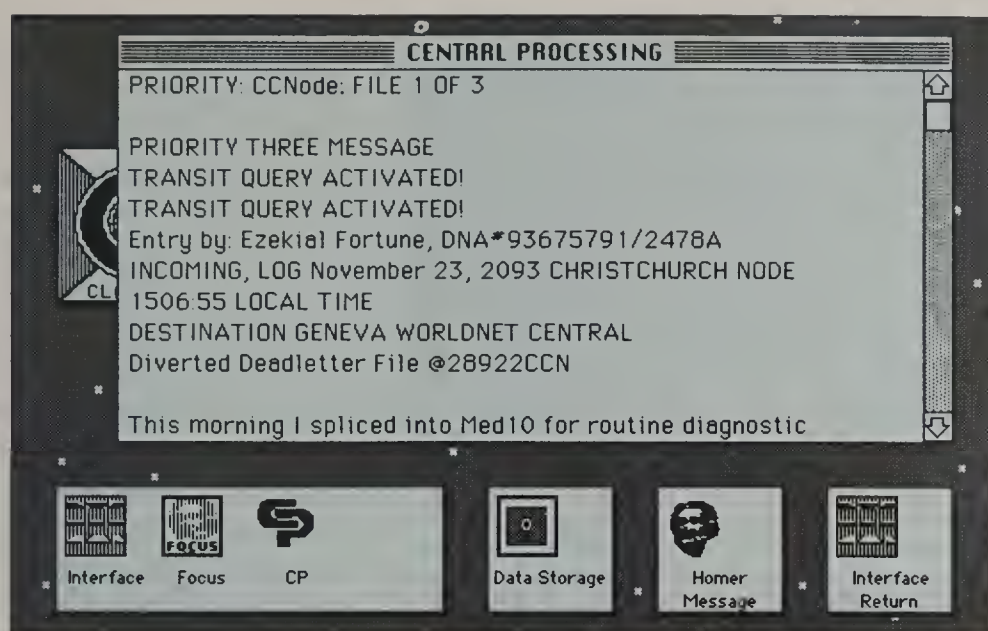 CENTRAL PROCESSING
PRIORITY: CCNode: FILE 1 OF 3
PRIORITY THREE MESSAGE
TRANSIT QUERY ACTIVATED!
TRANSIT QUERY ACTIVATED!
Entry by: Ezekial Fortune, DNA#93675791/2478A
INCOMING, LOG November 23, 2093 CHRISTCHURCH NODE
1506:55 LOCAL TIME
DESTINATION GENEVA WORLDNET CENTRAL
Diverted Deadletter File @28922CCN
This morning I spliced into Med10 for routine diagnostic
CL
FOCUS
CP
Interface Focus CP Data Storage Homer Interface
Message Return